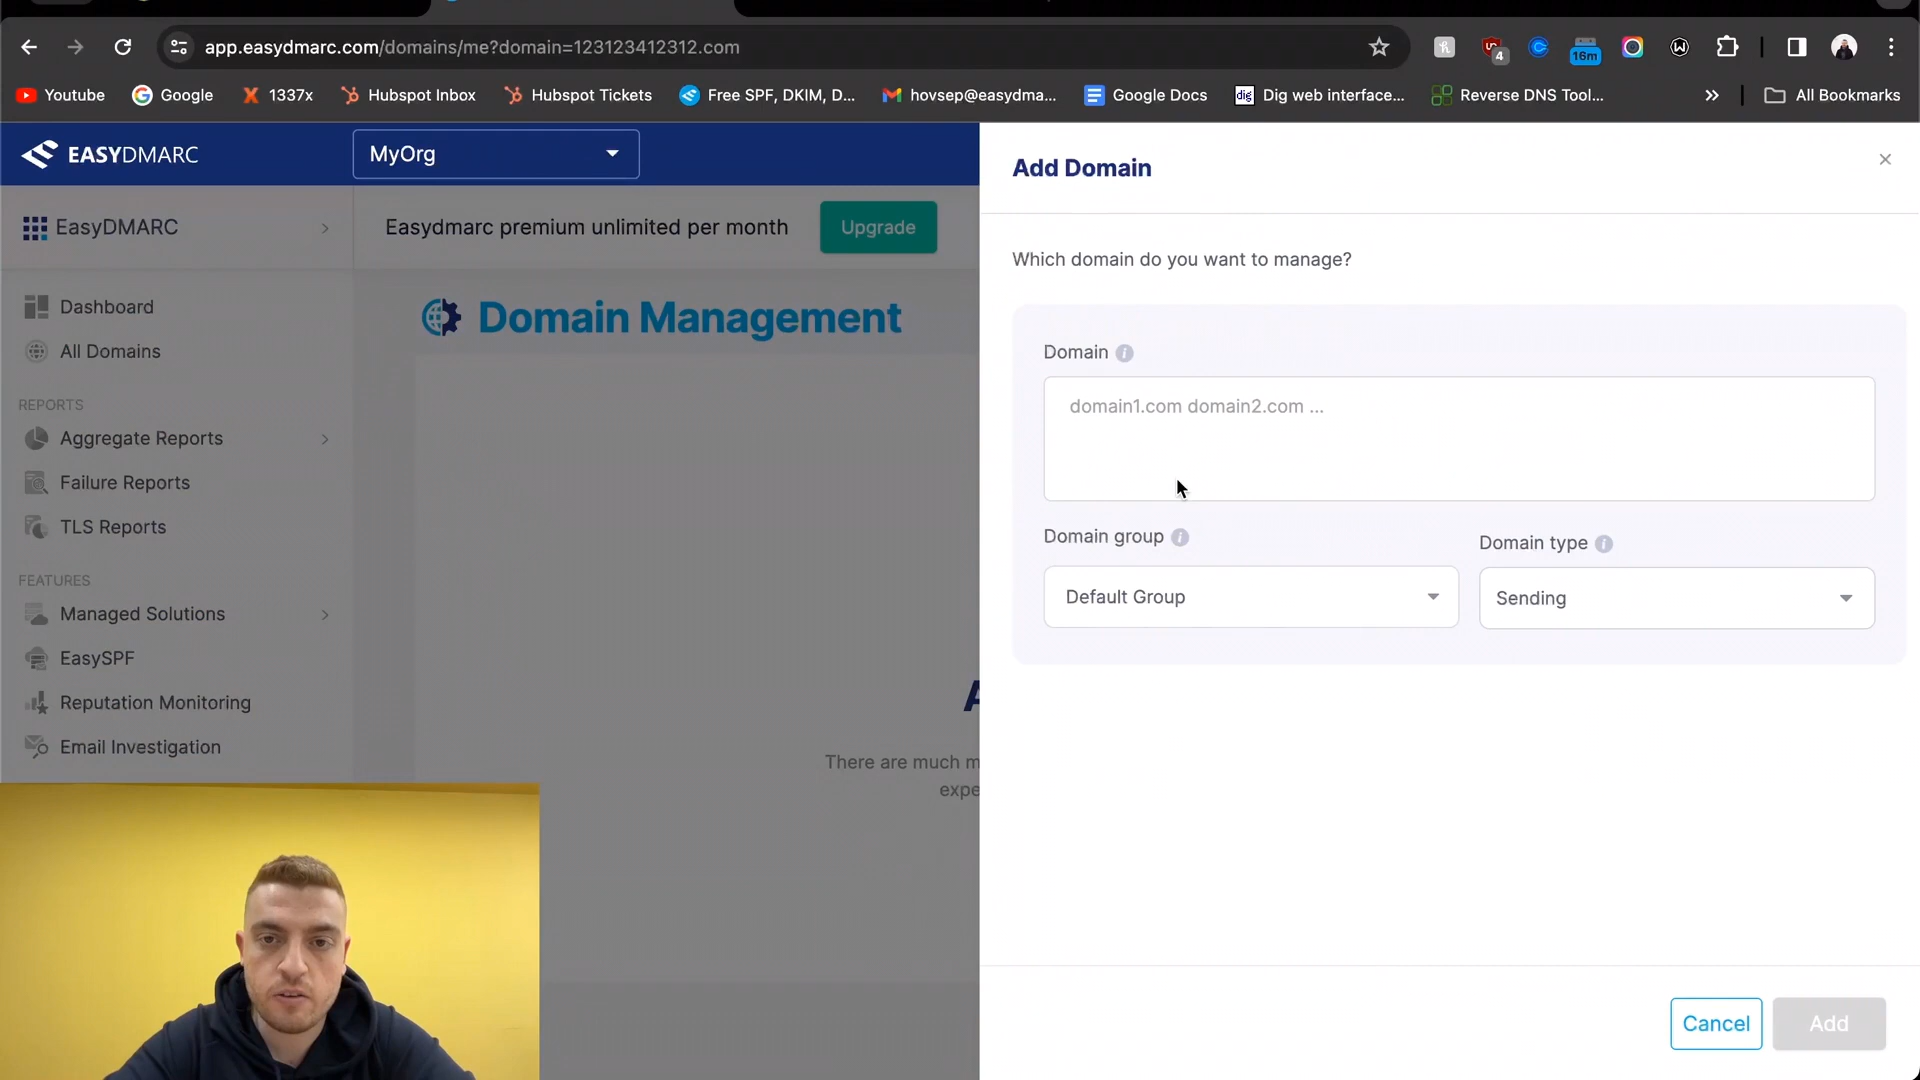 app.easydmarc.com/domains/me?domain=123123412312.com
4
16m
Youtube
Google
1337x
Hubspot Inbox
Hubspot Tickets
Free SPF, DKIM, D...
hovsep@easydma...
Google Docs
dig
Dig web interface...
Reverse DNS Tool...
All Bookmarks
EASYDMARC
MyOrg
Add Domain
EasyDMARC
Easydmarc premium unlimited per month
Upgrade
Which domain do you want to manage?
Dashboard
All Domains
Domain Management
Domain
domain1.com domain2.com ...
REPORTS
Aggregate Reports
Failure Reports
TLS Reports
Domain group
Domain type
Default Group
Sending
FEATURES
Managed Solutions
EasySPF
Reputation Monitoring
Email Investigation
A
There are much m
expe
Cancel
Add